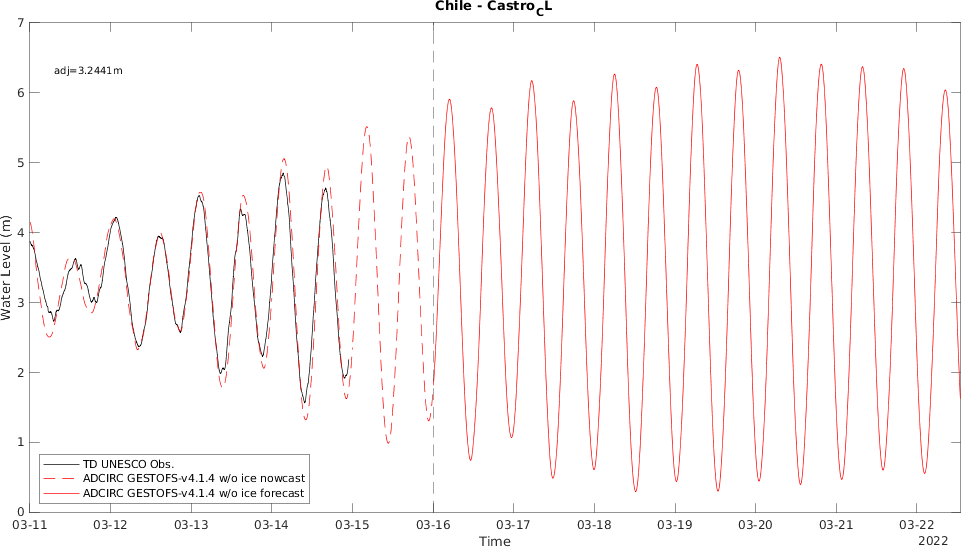 Chile - Castro_CL
7
adj=3.2441m
6
5
4
3
2
1
0
Water Level (m)
TD UNESCO Obs.
ADCIRC GESTOFS-v4.1.4 w/o ice nowcast
ADCIRC GESTOFS-v4.1.4 w/o ice forecast
03-11 03-12 03-13 03-14 03-15 03-16 03-17 03-18 03-19 03-20 03-21 03-22
Time
2022